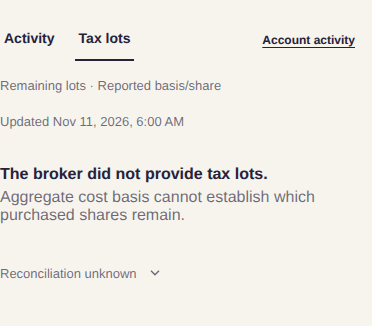 Activity Tax lots Account activity
Remaining lots · Reported basis/share
Updated Nov 11, 2026, 6:00 AM
The broker did not provide tax lots.
Aggregate cost basis cannot establish which
purchased shares remain.
Reconciliation unknown